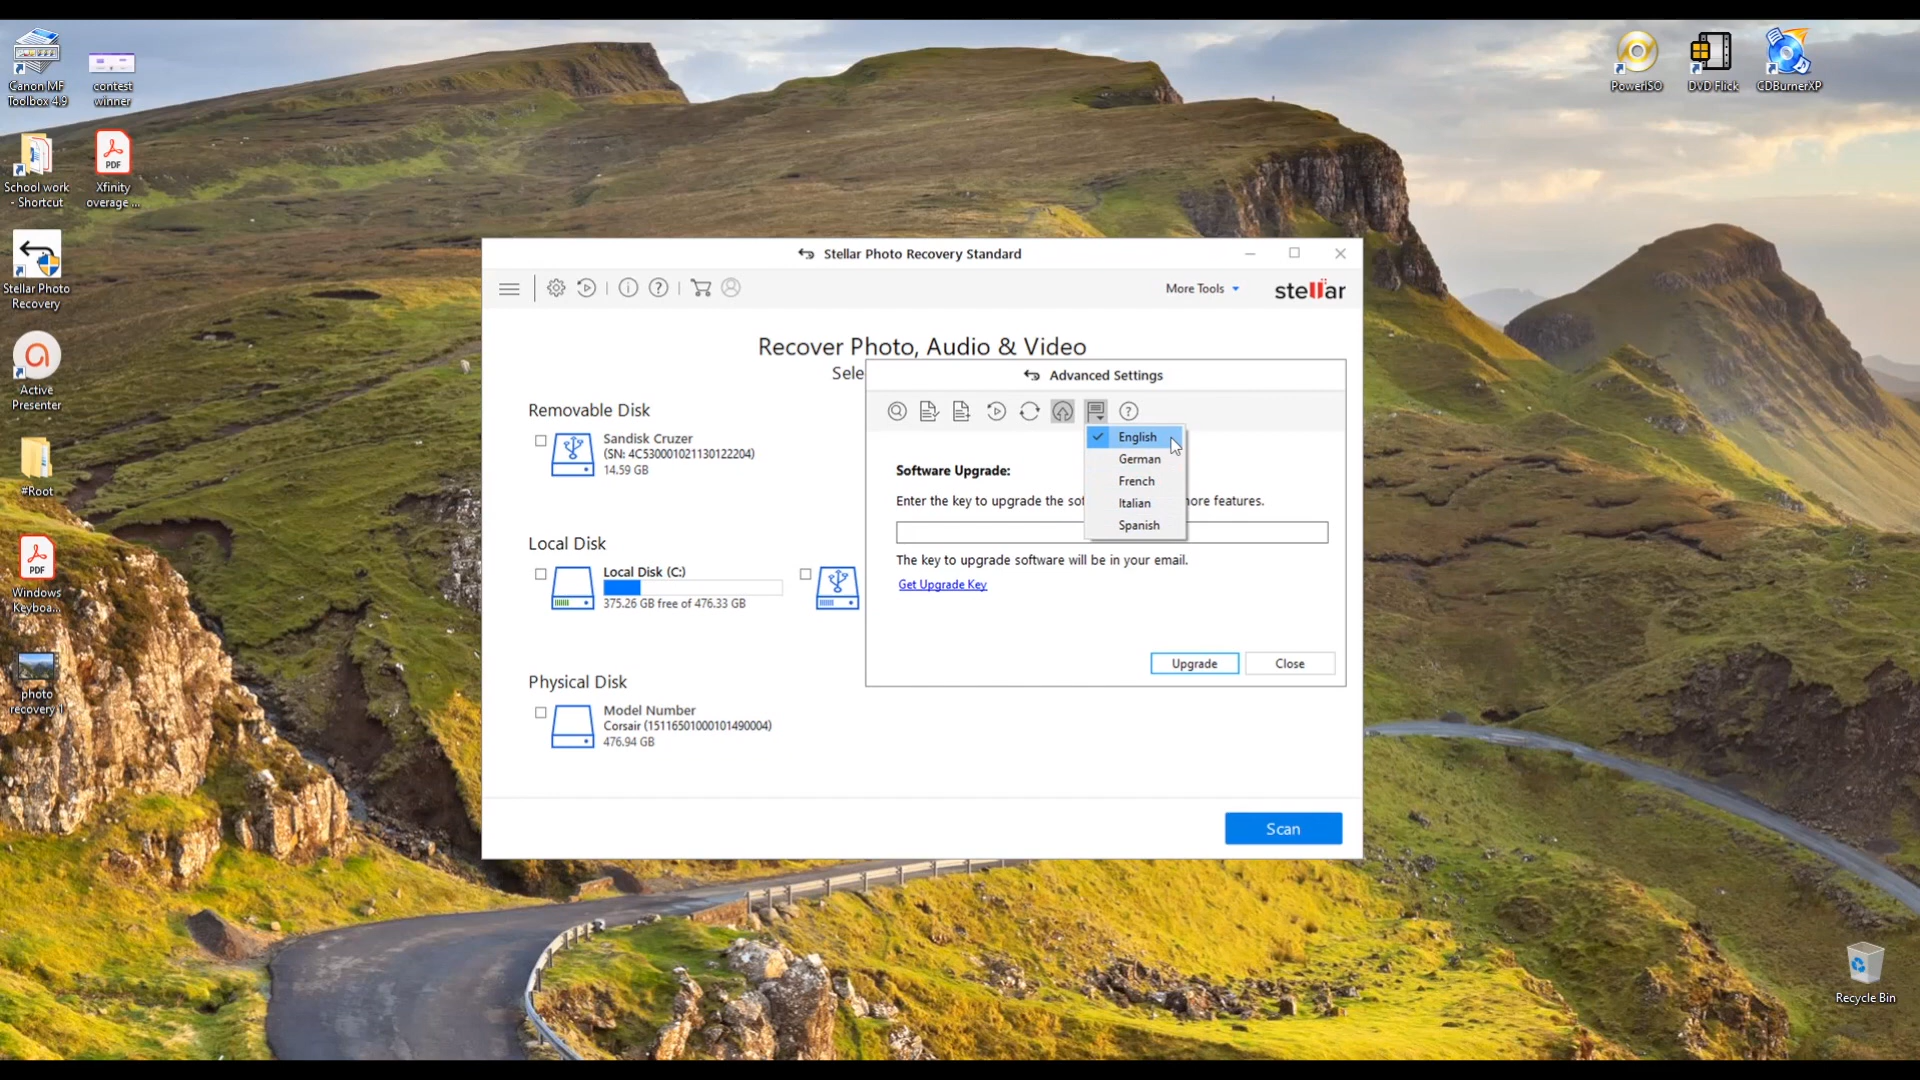 Canon MF
Toolbox 4.9
contest
winner
School work
- Shortcut
PDF
Xfinity
overage ...
Stellar Photo
Recovery
Active
Presenter
#Root
PDF
Windows
Keyboa...
photo
recovery 1
PowerISO
DVD Flick
CDBurnerXP
Recycle Bin
Stellar Photo Recovery Standard
More Tools
stellar
Recover Photo, Audio & Video
Sele
Removable Disk
Sandisk Cruzer
(SN: 4C530001021130122204)
14.59 GB
Local Disk
Local Disk (C:)
375.26 GB free of 476.33 GB
Physical Disk
Model Number
Corsair (15116501000101490004)
476.94 GB
Scan
Advanced Settings
English
German
French
Italian
Spanish
Software Upgrade:
Enter the key to upgrade the sof ore features.
The key to upgrade software will be in your email.
Get Upgrade Key
Upgrade
Close